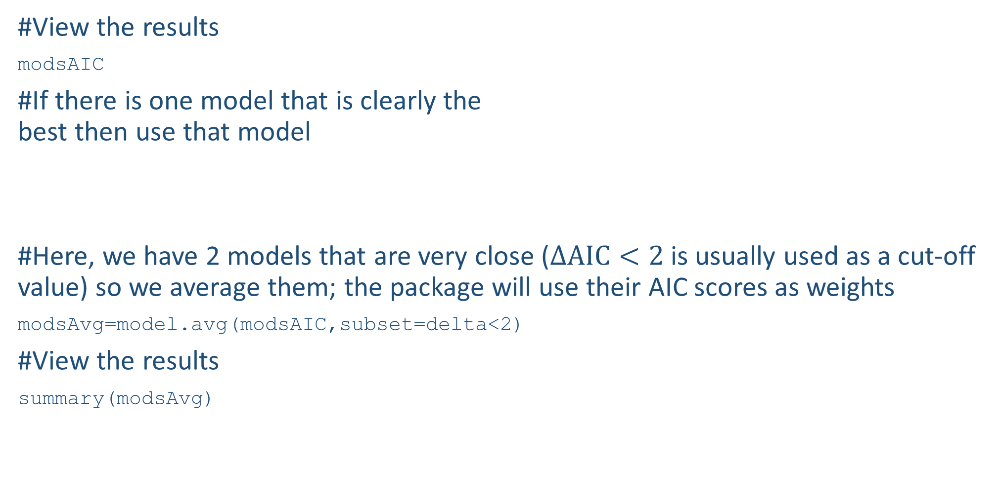 #View the results
modsAIC
#If there is one model that is clearly the
best then use that model
#Here, we have 2 models that are very close (ΔAIC < 2 is usually used as a cut-off
value) so we average them; the package will use their AIC scores as weights
modsAvg=model.avg(modsAIC,subset=delta<2)
#View the results
summary(modsAvg)